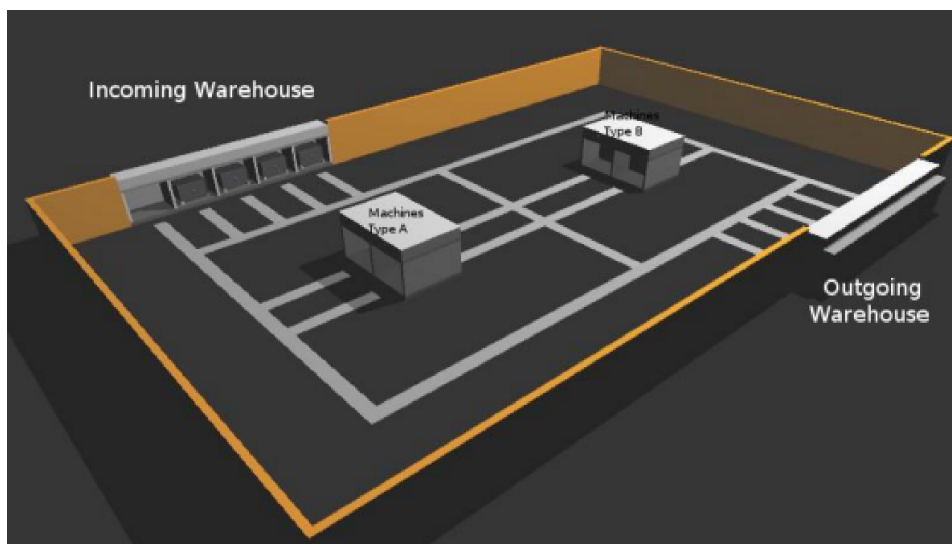 Incoming Warehouse
Machines
Type B
Machines
Type A
Outgoing
Warehouse